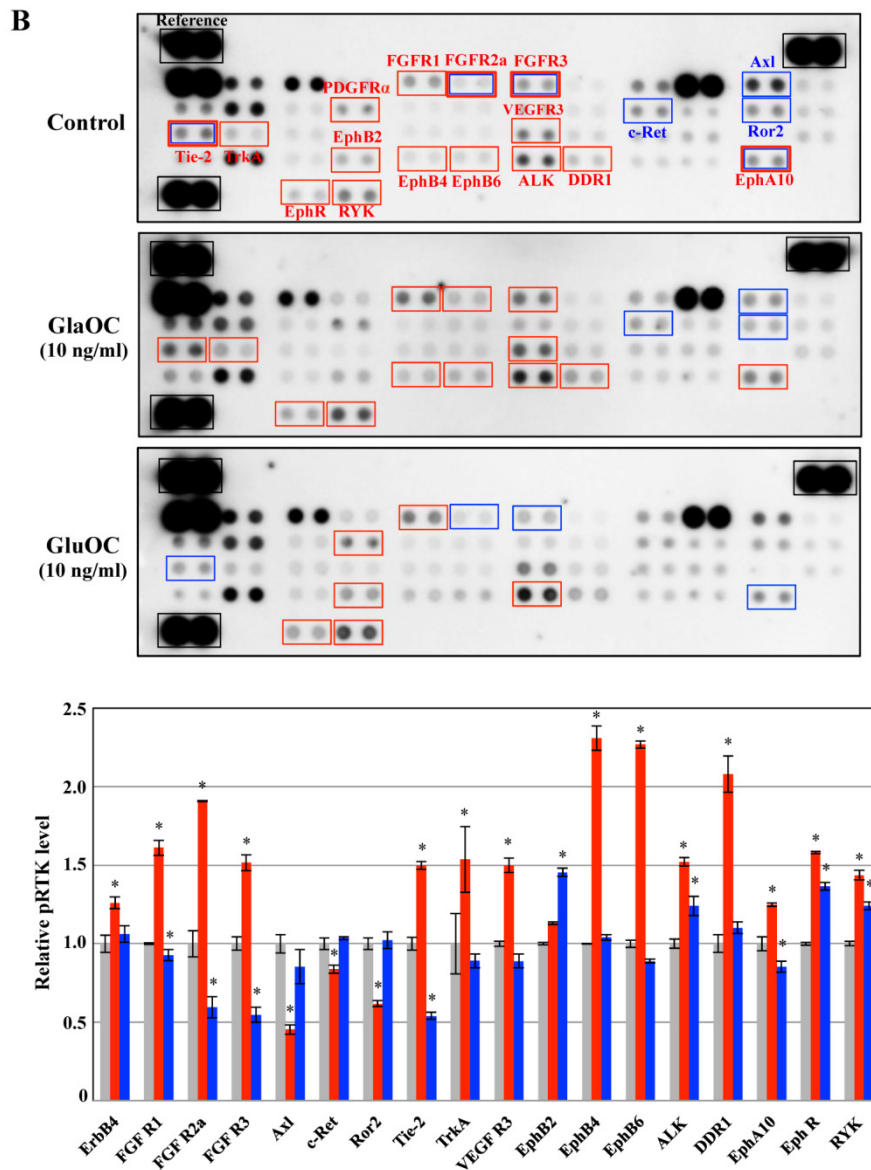 B
Reference
FGFR1 FGFR2a FGFR3
Axl
PDGFRα
VEGFR3
Control
c-Ret
Ror2
EphB2
Tie-2 TrkA
EphB4 EphB6 ALK DDR1
EphA10
EphR RYK
GlaOC
(10 ng/ml)
GluOC
(10 ng/ml)
Relative pRTK level
2.5
2.0
1.5
1.0
0.5
0
* * * * * * * * * * * * * * * * * * * * * * * *
ErbB4 FGF R1 FGF R2a FGF R3 Axl c-Ret Ror2 Tie-2 TrkA VEGF R3 EphB2 EphB4 EphB6 ALK DDR1 EphA10 Eph R RYK